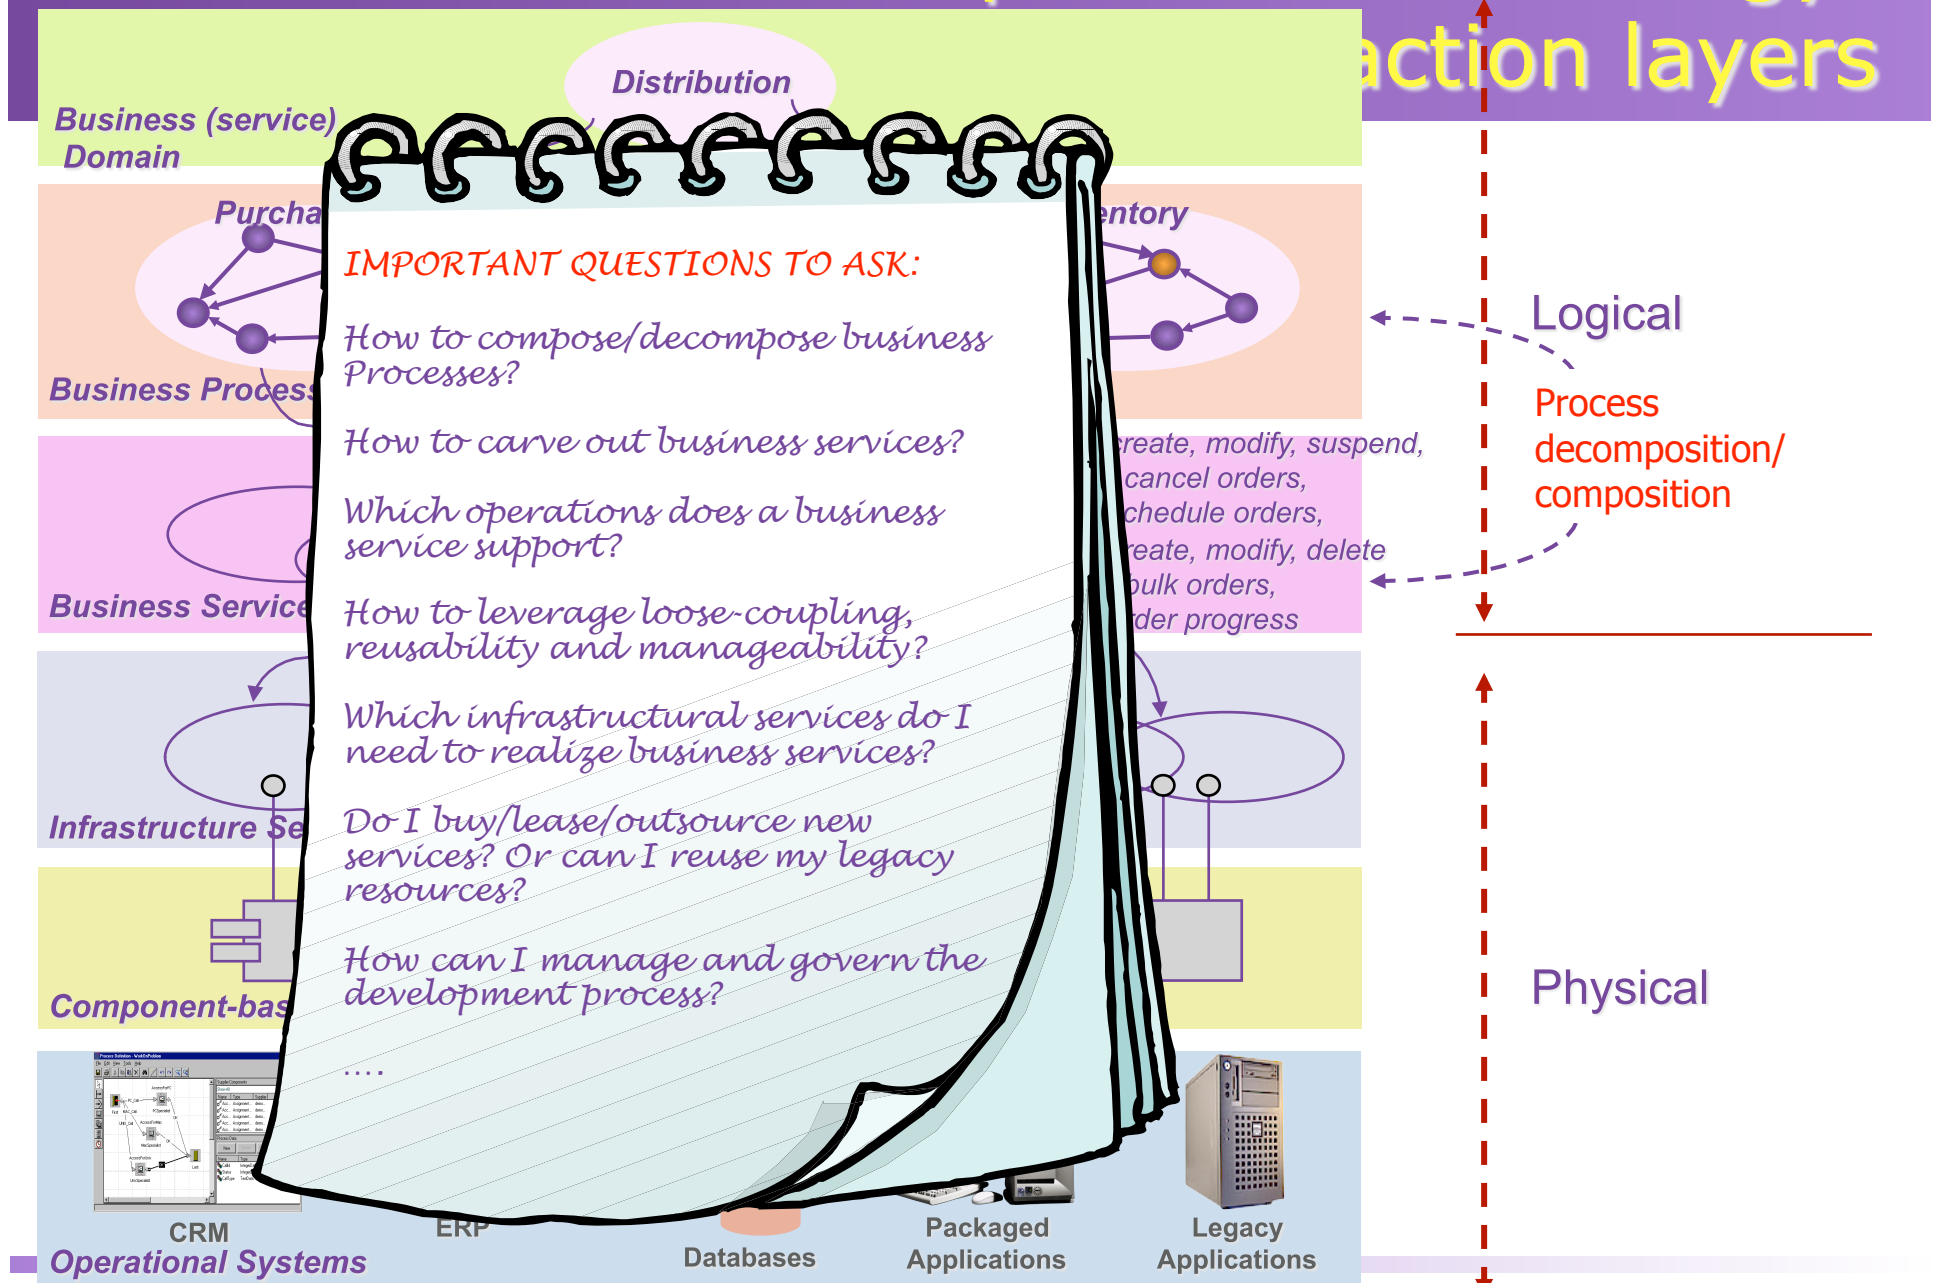 action layers
Distribution
Business (service)
Domain
Purcha
entory
IMPORTANT QUESTIONS TO ASK:
How to compose/decompose business
Processes?
How to carve out business services?
Which operations does a business
service support?
How to leverage loose-coupling,
reusability and manageability?
Which infrastructural services do I
need to realize business services?
Do I buy/lease/outsource new
services? Or can I reuse my legacy
resources?
How can I manage and govern the
development process?
....
Business Process
Business Service
create, modify, suspend,
cancel orders,
chedule orders,
reate, modify, delete
bulk orders,
rder progress
Infrastructure Se
Component-bas
Logical
Process
decomposition/
composition
Physical
CRM
ERP
Databases
Packaged
Applications
Legacy
Applications
Operational Systems